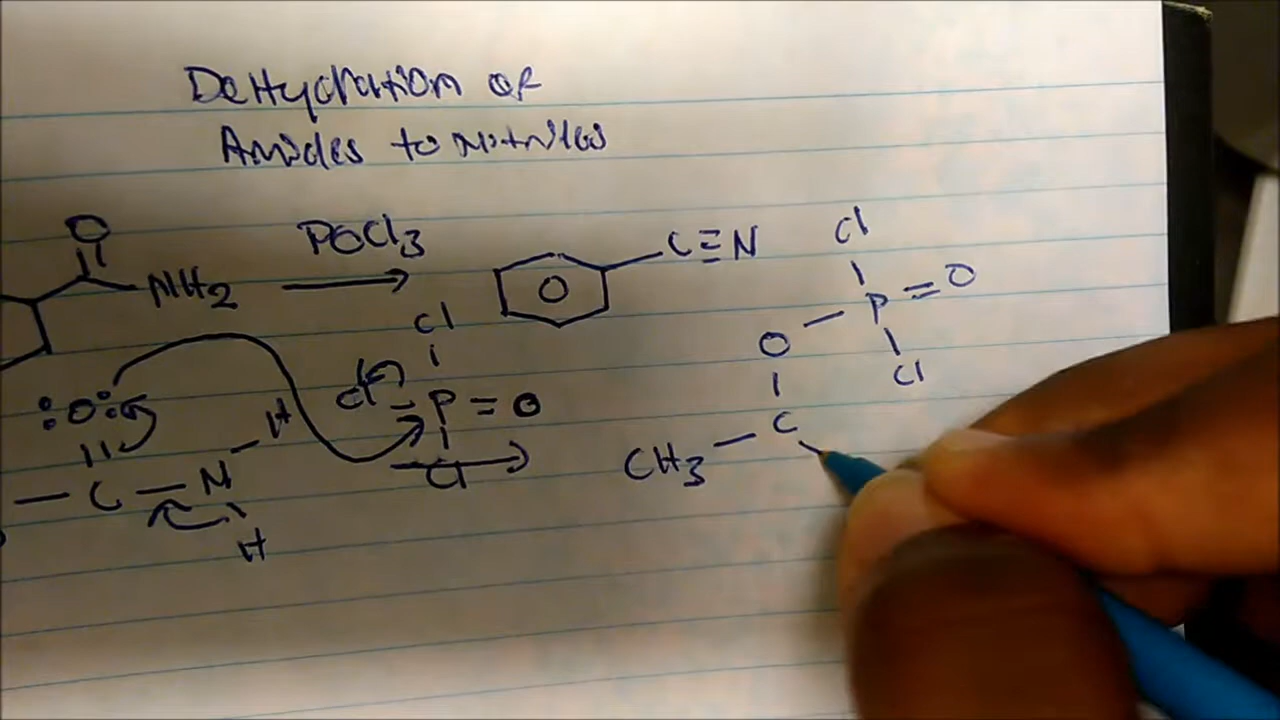 DeHydration of
Amides to nitriles
O
NH2
POCl3
C≡N
Cl
P=O
O
Cl
C
CH3
Cl
Cl P=O
Cl
:O:
H
C—N
H